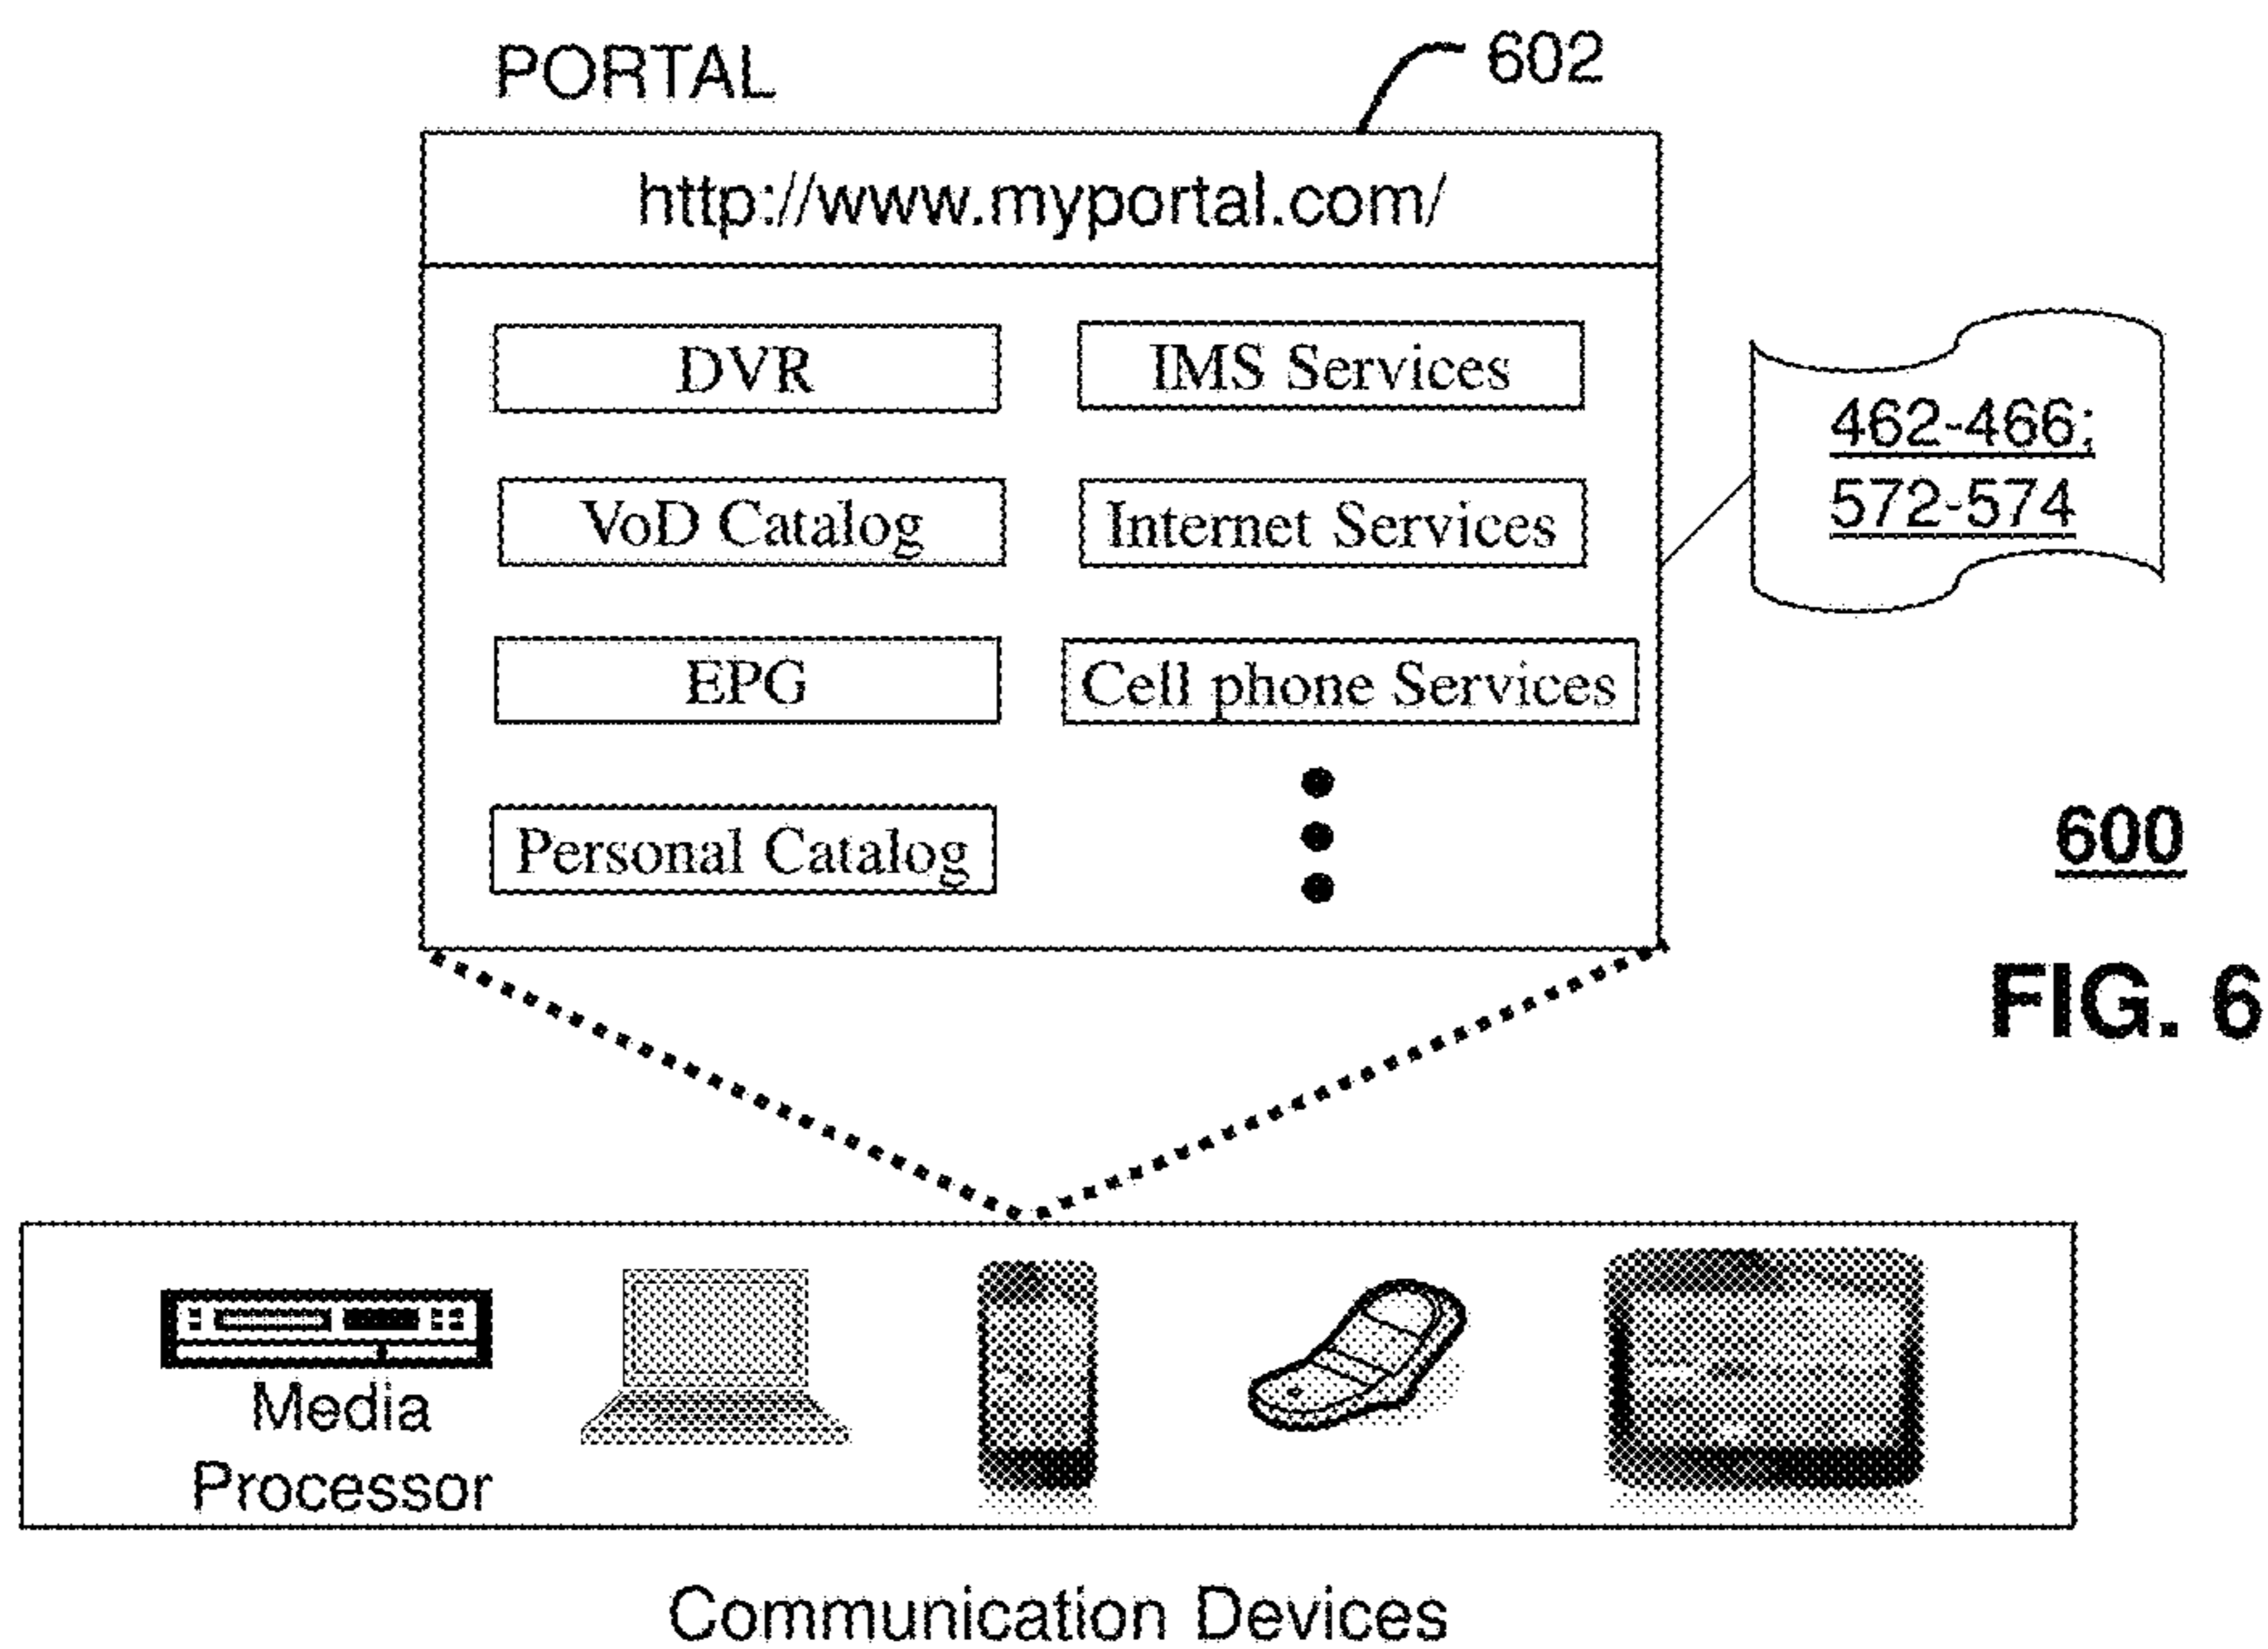 PORTAL
602
http://www.myportal.com/
DVR
IMS Services
VoD Catalog
Internet Services
EPG
Cell phone Services
Personal Catalog
462-466;
572-574
600
FIG. 6
Media
Processor
Communication Devices